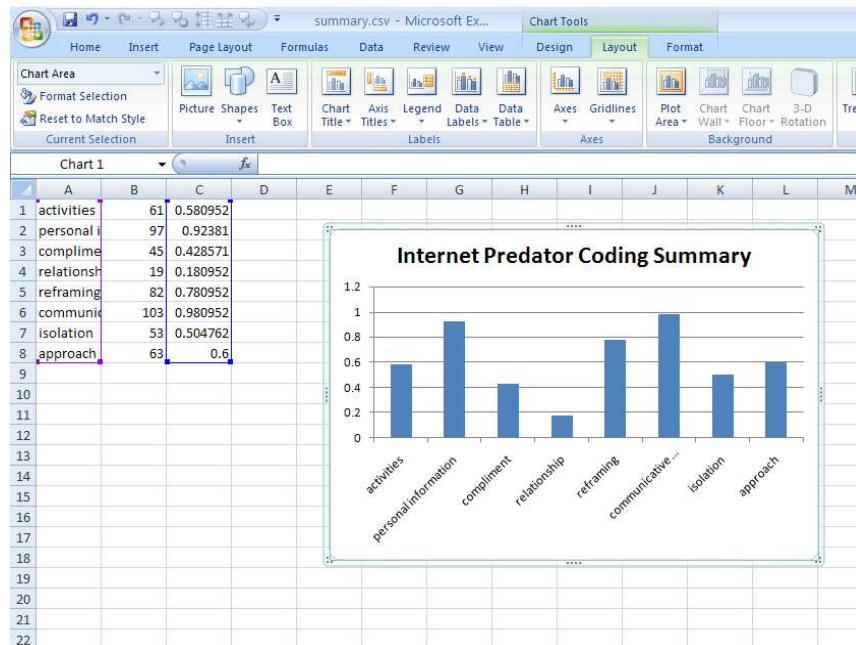 summary.csv - Microsoft Ex... Chart Tools
Home Insert Page Layout Formulas Data Review View Design Layout Format
Chart Area
Format Selection
Reset to Match Style
Current Selection
Picture Shapes Text Box
Insert
Chart Title Axis Titles Legend Data Labels Data Table
Labels
Axes Gridlines
Axes
Plot Area Chart Wall Chart Floor 3-D Rotation
Background
Tre
Chart 1 fx
A B C D E F G H I J K L M
1 activities 61 0.580952
2 personal i 97 0.92381
3 complime 45 0.428571
4 relationsh 19 0.180952
5 reframing 82 0.780952
6 communic 103 0.980952
7 isolation 53 0.504762
8 approach 63 0.6
9
10
11
12
13
14
15
16
17
18
19
20
21
22
Internet Predator Coding Summary
1.2
1
0.8
0.6
0.4
0.2
0
activities
personal information
compliment
relationship
reframing
communicative...
isolation
approach